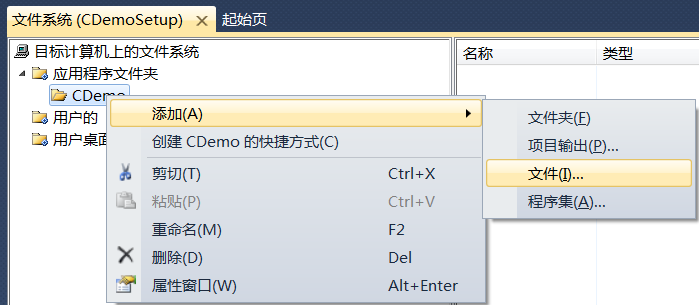 文件系统 (CDemoSetup)
起始页
目标计算机上的文件系统
名称
类型
应用程序文件夹
CDemo
用户的
用户桌面
添加(A)
创建 CDemo 的快捷方式(C)
剪切(T) Ctrl+X
粘贴(P) Ctrl+V
重命名(M) F2
删除(D) Del
属性窗口(W) Alt+Enter
文件夹(F)
项目输出(P)...
文件(I)...
程序集(A)...